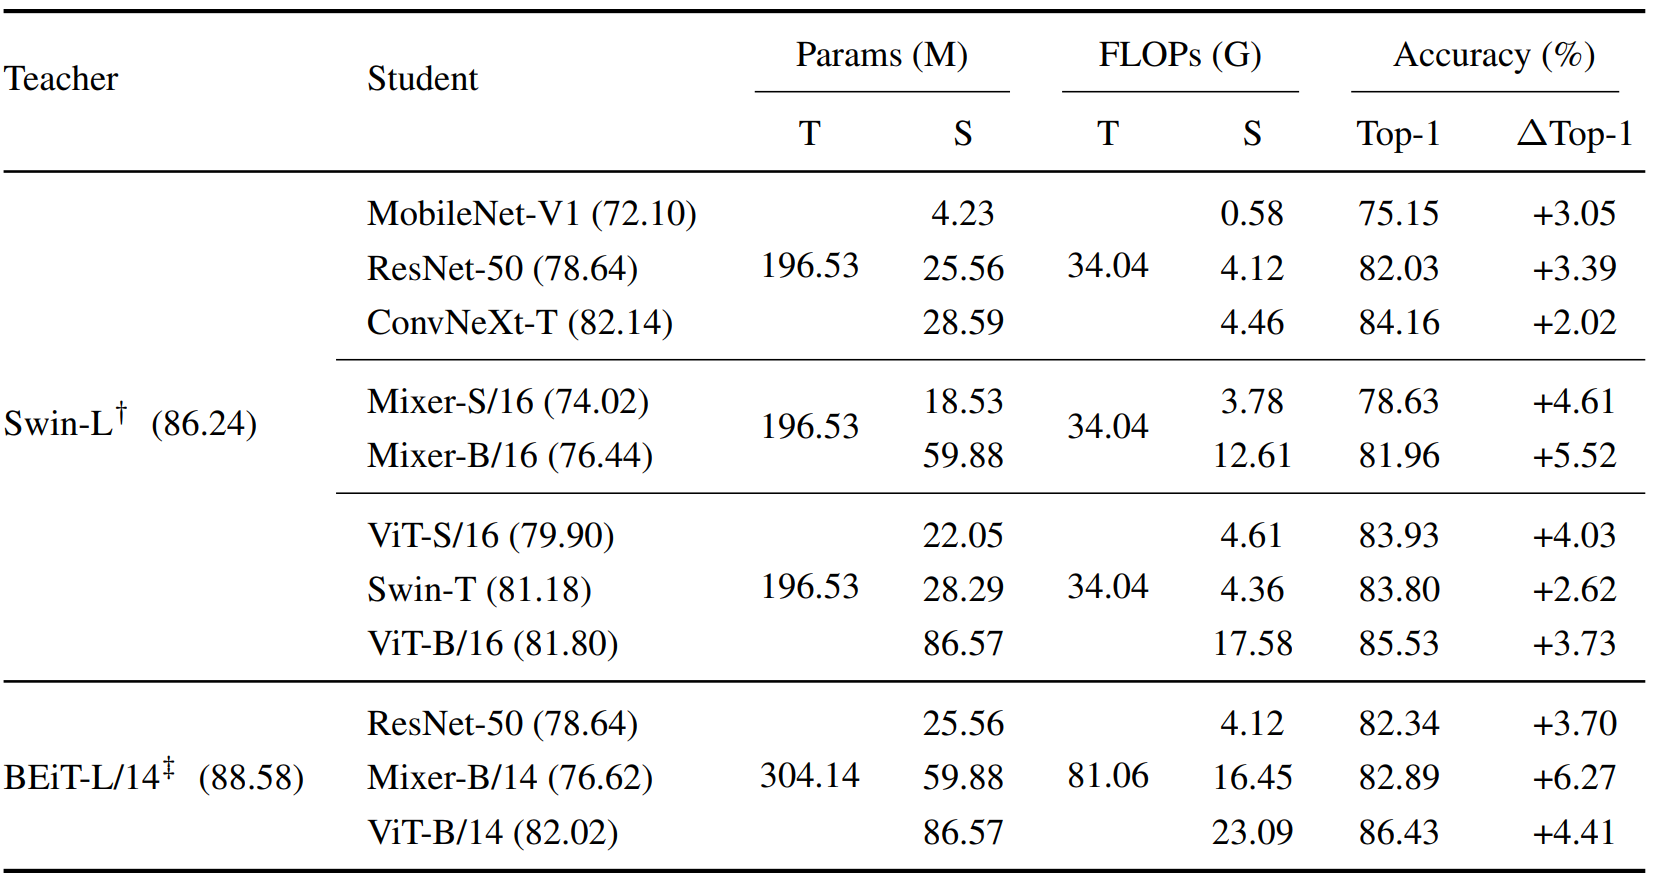 Teacher Student Params (M) FLOPs (G) Accuracy (%)
T S T S Top-1 ΔTop-1
MobileNet-V1 (72.10) 4.23 0.58 75.15 +3.05
ResNet-50 (78.64) 196.53 25.56 34.04 4.12 82.03 +3.39
ConvNeXt-T (82.14) 28.59 4.46 84.16 +2.02
Swin-L† (86.24)
Mixer-S/16 (74.02) 18.53 3.78 78.63 +4.61
196.53 34.04
Mixer-B/16 (76.44) 59.88 12.61 81.96 +5.52
ViT-S/16 (79.90) 22.05 4.61 83.93 +4.03
Swin-T (81.18) 196.53 28.29 34.04 4.36 83.80 +2.62
ViT-B/16 (81.80) 86.57 17.58 85.53 +3.73
ResNet-50 (78.64) 25.56 4.12 82.34 +3.70
BEiT-L/14‡ (88.58) Mixer-B/14 (76.62) 304.14 59.88 81.06 16.45 82.89 +6.27
ViT-B/14 (82.02) 86.57 23.09 86.43 +4.41